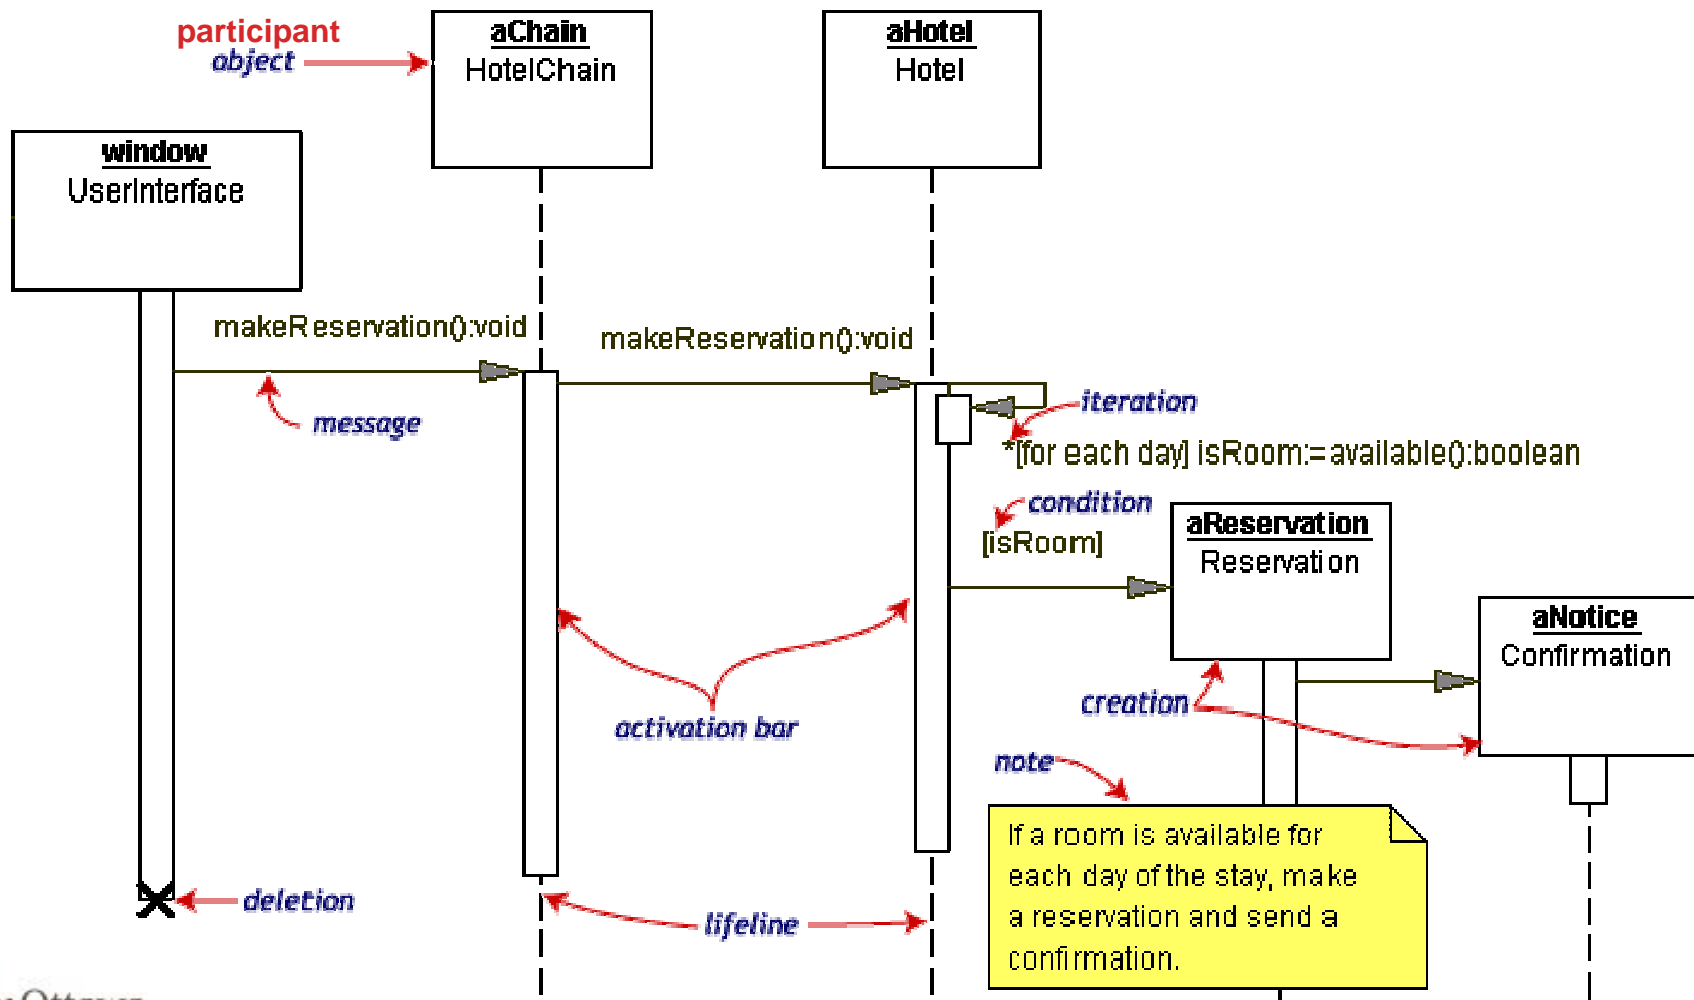 participant
object
aChain
HotelChain
aHotel
Hotel
window
UserInterface
makeReservation():void
makeReservation():void
message
iteration
*[for each day] isRoom:=available():boolean
condition
[isRoom]
aReservation
Reservation
aNotice
Confirmation
creation
activation bar
note
If a room is available for
each day of the stay, make
a reservation and send a
confirmation.
deletion
lifeline